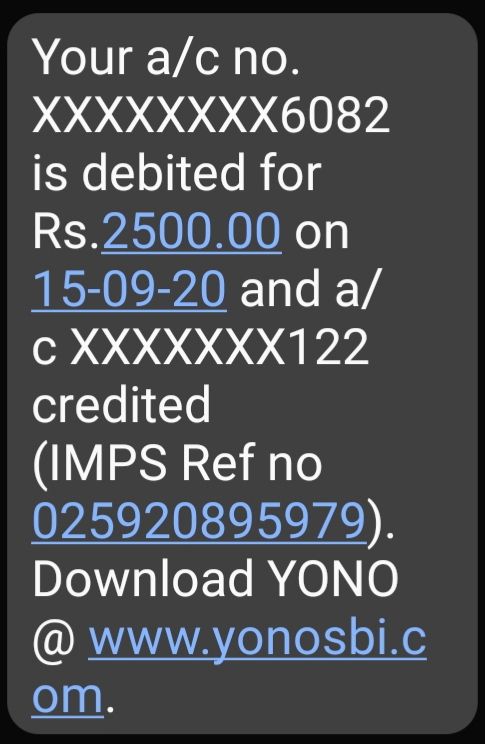 Your a/c no.
XXXXXXXX6082
is debited for
Rs.2500.00 on
15-09-20 and a/
c XXXXXXX122
credited
(IMPS Ref no
025920895979).
Download YONO
@ www.yonosbi.c
om.